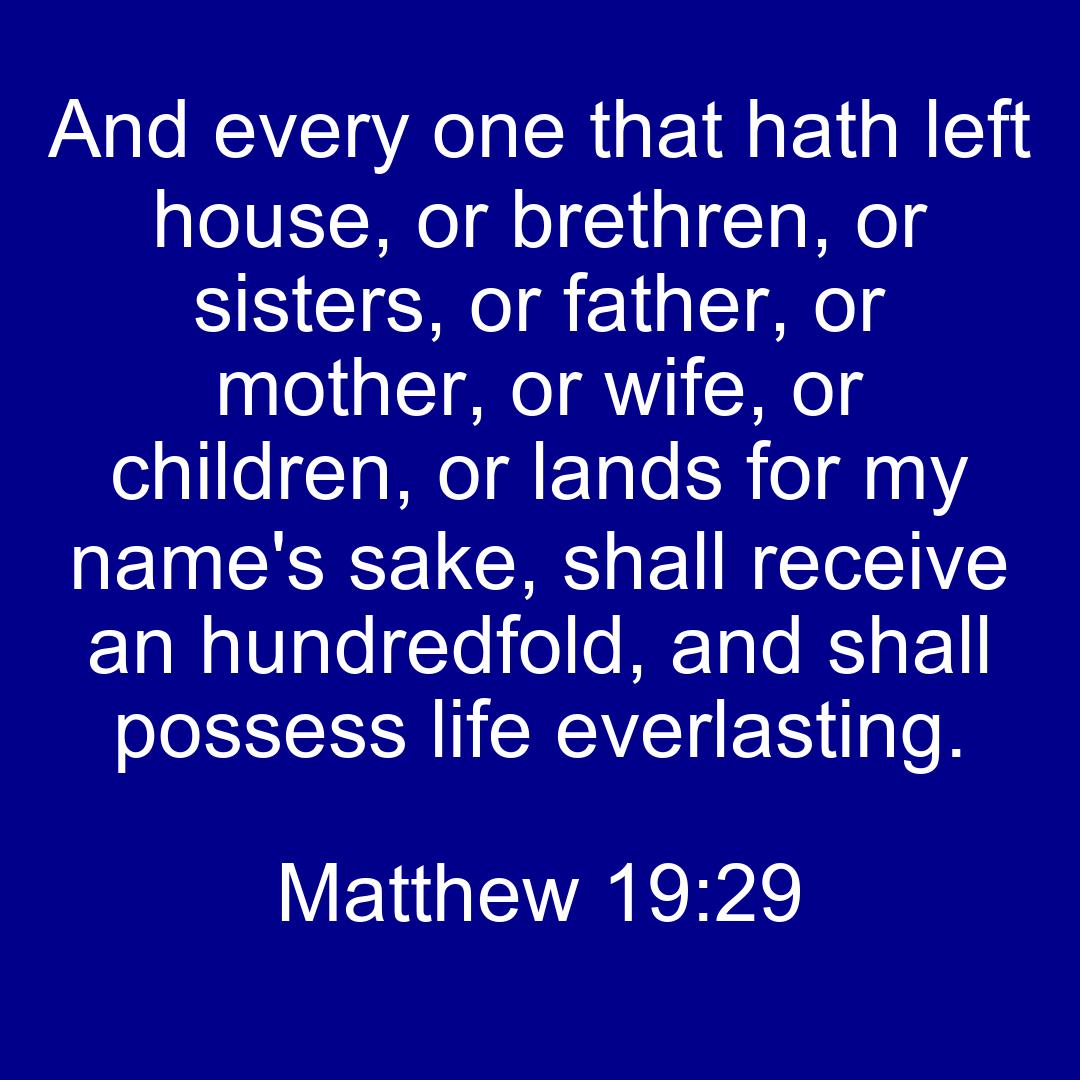 And every one that hath left
house, or brethren, or
sisters, or father, or
mother, or wife, or
children, or lands for my
name's sake, shall receive
an hundredfold, and shall
possess life everlasting.
Matthew 19:29